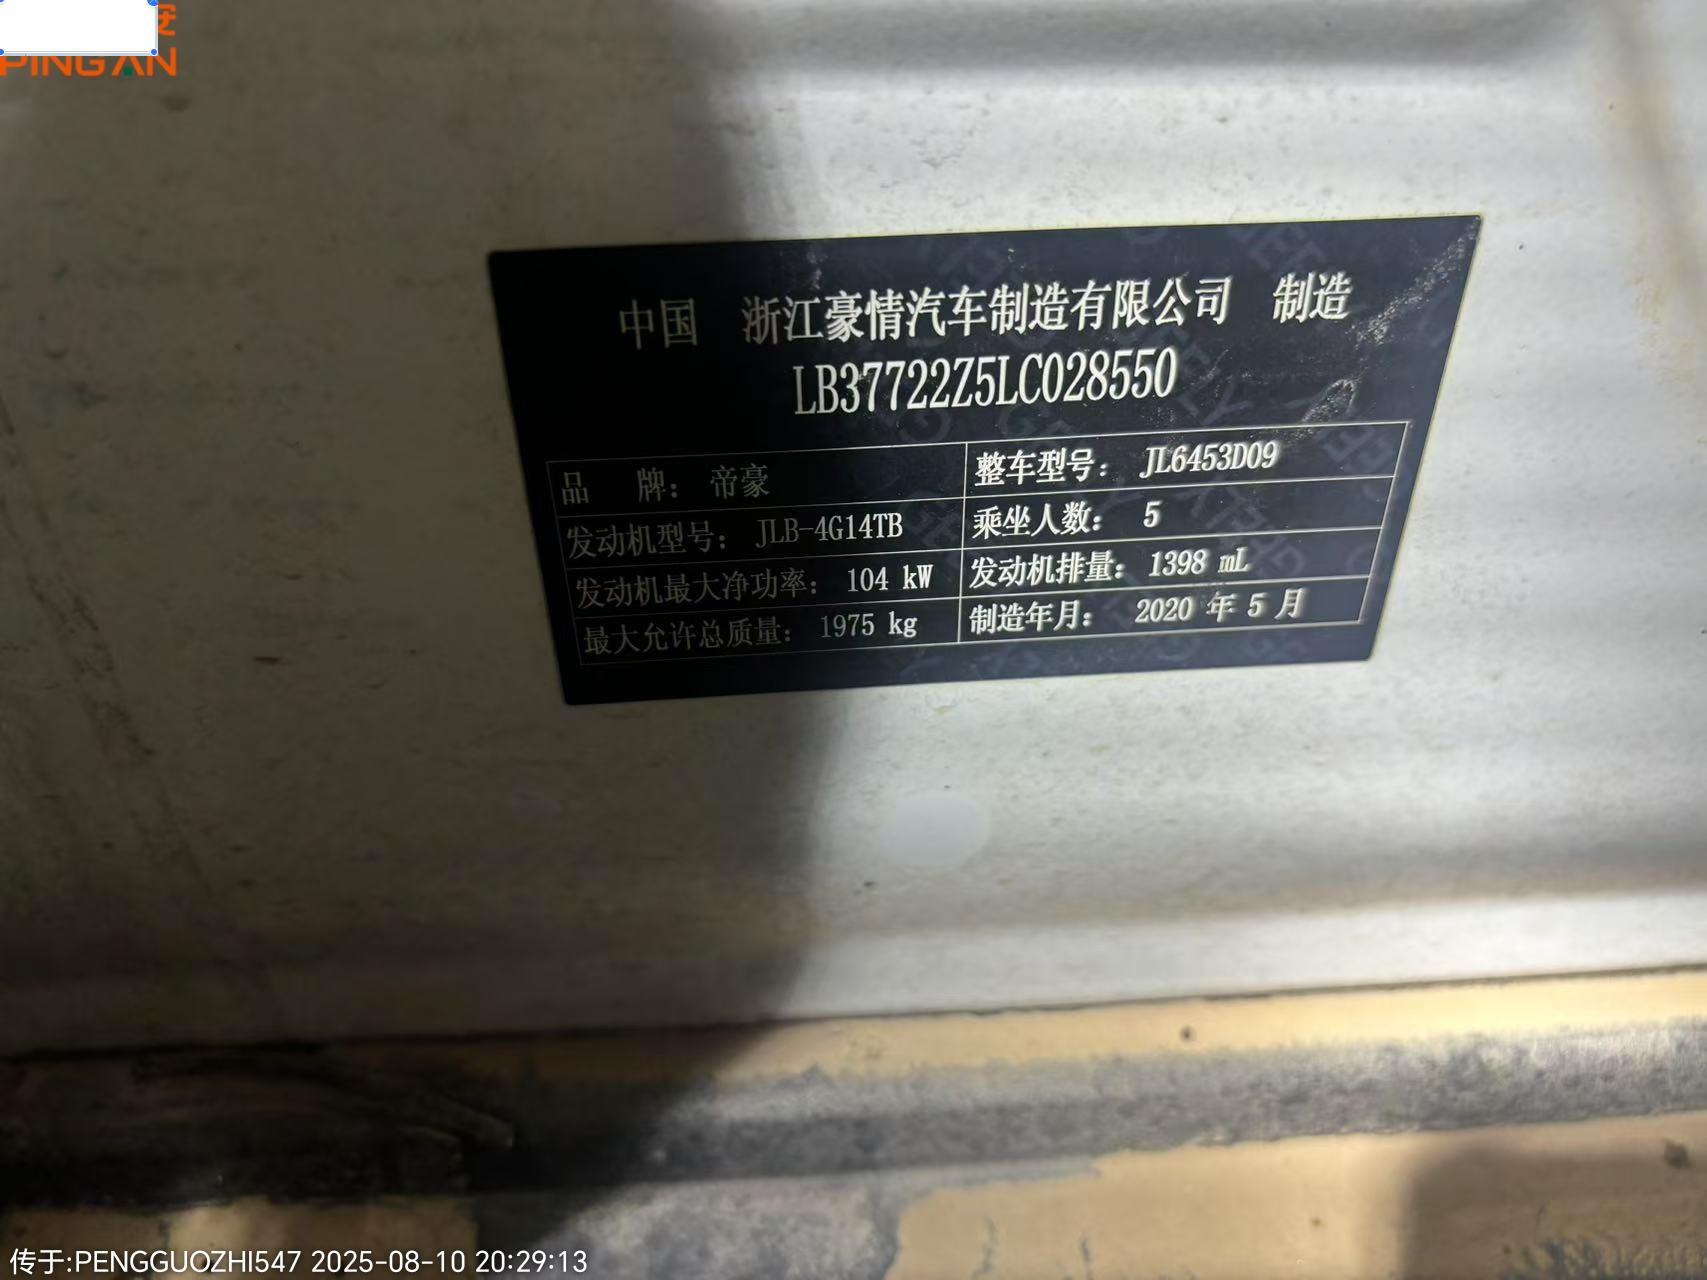 安
PING AN
中国 浙江豪情汽车制造有限公司 制造
LB37722Z5LC028550
品 牌： 帝豪 整车型号： JL6453D09
发动机型号： JLB-4G14TB 乘坐人数： 5
发动机最大净功率： 104 kW 发动机排量： 1398 mL
最大允许总质量： 1975 kg 制造年月： 2020 年 5 月
传于:PENGGUOZHI547 2025-08-10 20:29:13